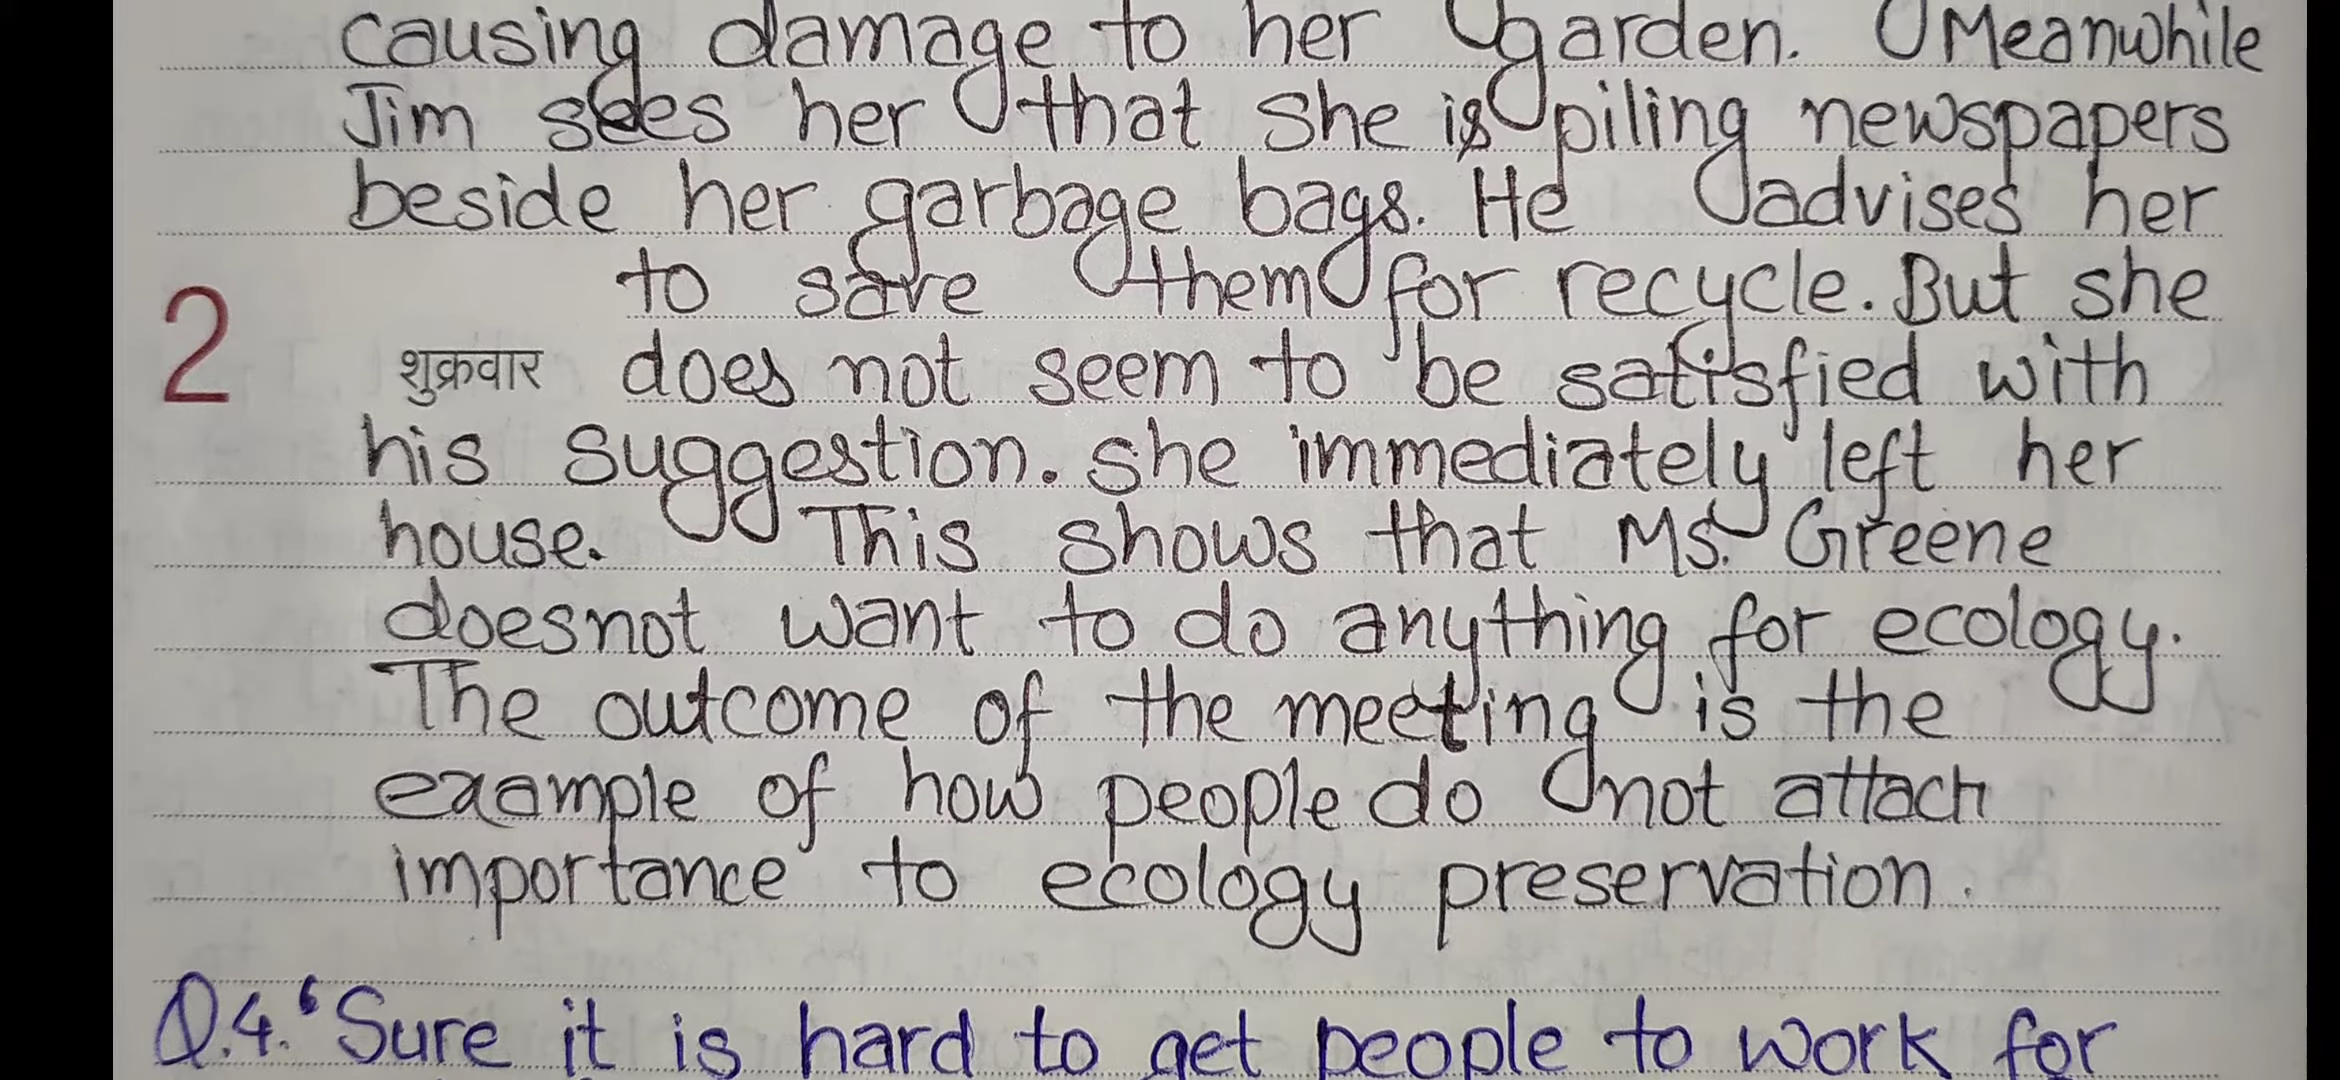 causing damage to her garden. Meanwhile
Jim sees her that she is piling newspapers
beside her garbage bags. He advises her
to save them for recycle. But she
2 शुक्रवार does not seem to be satisfied with
his suggestion. she immediately left her
house. This shows that Ms. Greene
doesnot want to do anything for ecology.
The outcome of the meeting is the
example of how people do not attach
importance to ecology preservation.
Q.4. ‘Sure it is hard to get people to work for